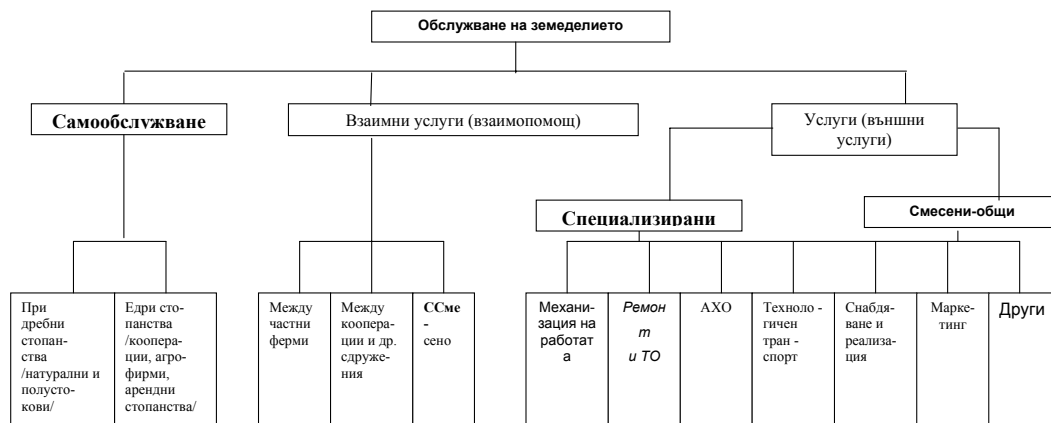 Обслужване на земеделието
Самообслужване
Взаимни услуги (взаимопомощ)
Услуги (външни
услуги)
Специализирани
Смесени-общи
При
дребни
стопан-
ства
/натурални и
полусто-
кови/
Едри сто-
панства
/коопера-
ции, агро-
фирми,
арендни
стопанства/
Между
частни
ферми
Между
коопера-
ции и др.
сдруже-
ния
ССме
-
сено
Механи-
зация на
работат
а
Ремон
т
и ТО
АХО
Техноло -
гичен
тран -
спорт
Снабдя-
ване и
реализа-
ция
Марке-
тинг
Други